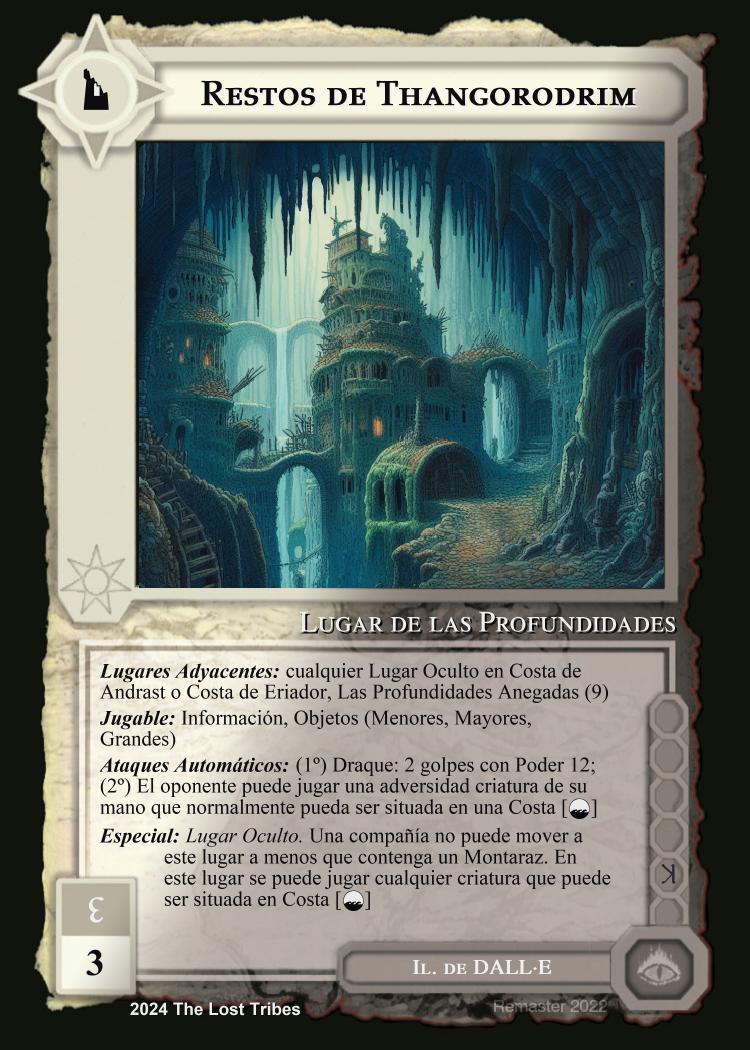 Restos de Thangorodrim
Lugar de las Profundidades
Lugares Adyacentes: cualquier Lugar Oculto en Costa de
Andrast o Costa de Eriador, Las Profundidades Anegadas (9)
Jugable: Información, Objetos (Menores, Mayores,
Grandes)
Ataques Automáticos: (1º) Draque: 2 golpes con Poder 12;
(2º) El oponente puede jugar una adversidad criatura de su
mano que normalmente pueda ser situada en una Costa [ ]
Especial: Lugar Oculto. Una compañía no puede mover a
este lugar a menos que contenga un Montaraz. En
este lugar se puede jugar cualquier criatura que puede
ser situada en Costa [ ]
3
3
Il. de DALL·E
2024 The Lost Tribes
Remaster 2022